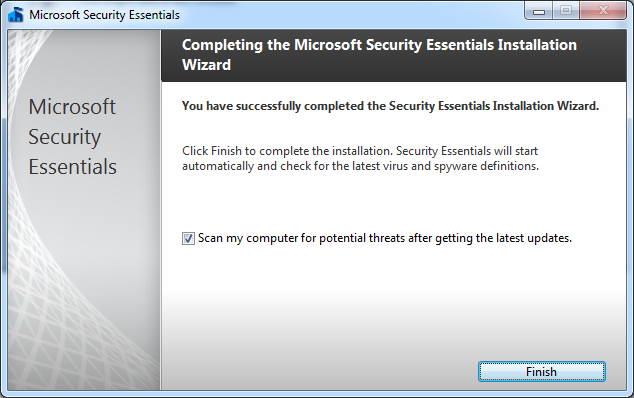 Microsoft Security Essentials
Completing the Microsoft Security Essentials Installation
Wizard
Microsoft
Security
Essentials
You have successfully completed the Security Essentials Installation Wizard.
Click Finish to complete the installation. Security Essentials will start
automatically and check for the latest virus and spyware definitions.
Scan my computer for potential threats after getting the latest updates.
Finish